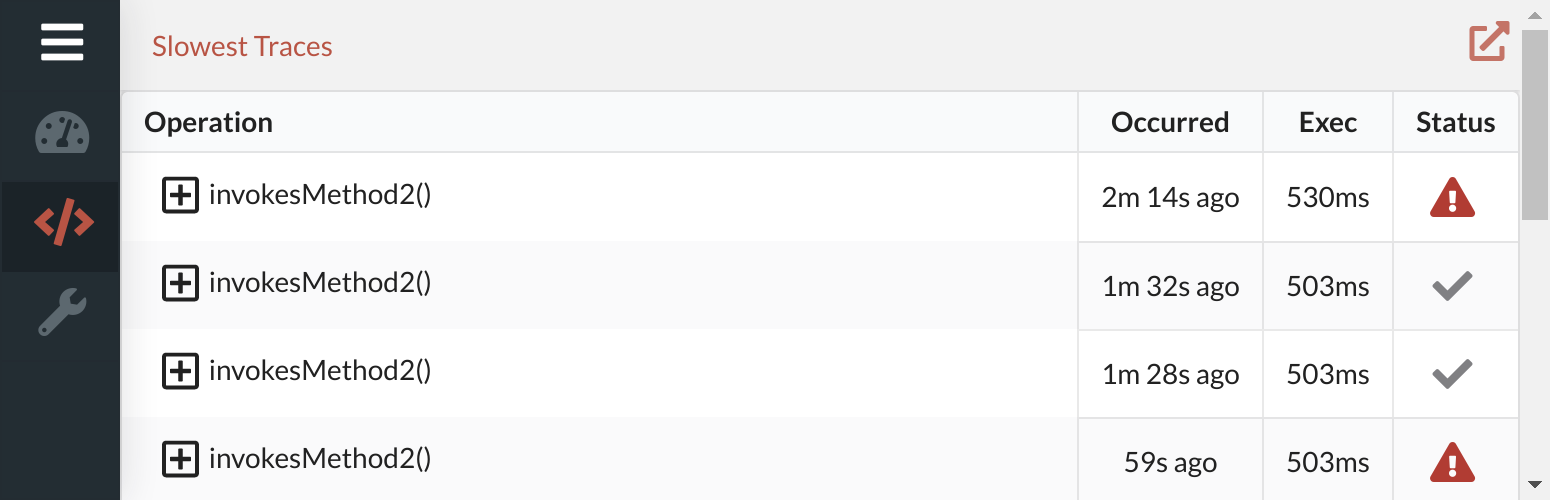 Slowest Traces
Operation Occurred Exec Status
invokesMethod2() 2m 14s ago 530ms
invokesMethod2() 1m 32s ago 503ms
invokesMethod2() 1m 28s ago 503ms
invokesMethod2() 59s ago 503ms